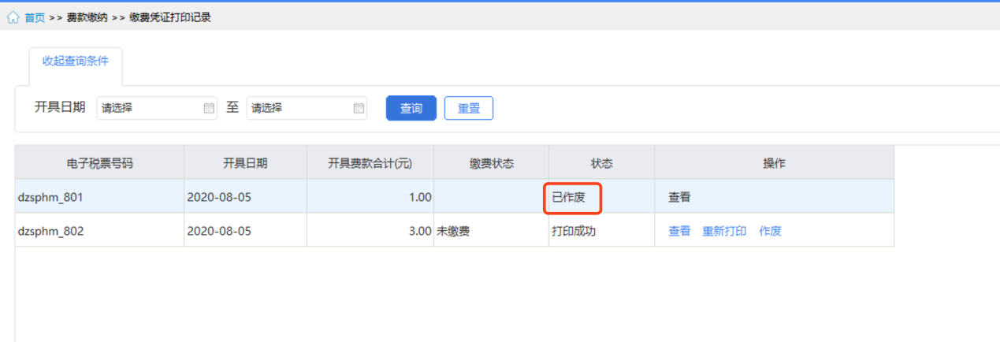 首页 >> 费款缴纳 >> 缴费凭证打印记录
收起查询条件
开具日期 请选择 至 请选择 查询 重置
电子税票号码 开具日期 开具费款合计(元) 缴费状态 状态 操作
dzsphm_801 2020-08-05 1.00 已作废 查看
dzsphm_802 2020-08-05 3.00 未缴费 打印成功 查看 重新打印 作废